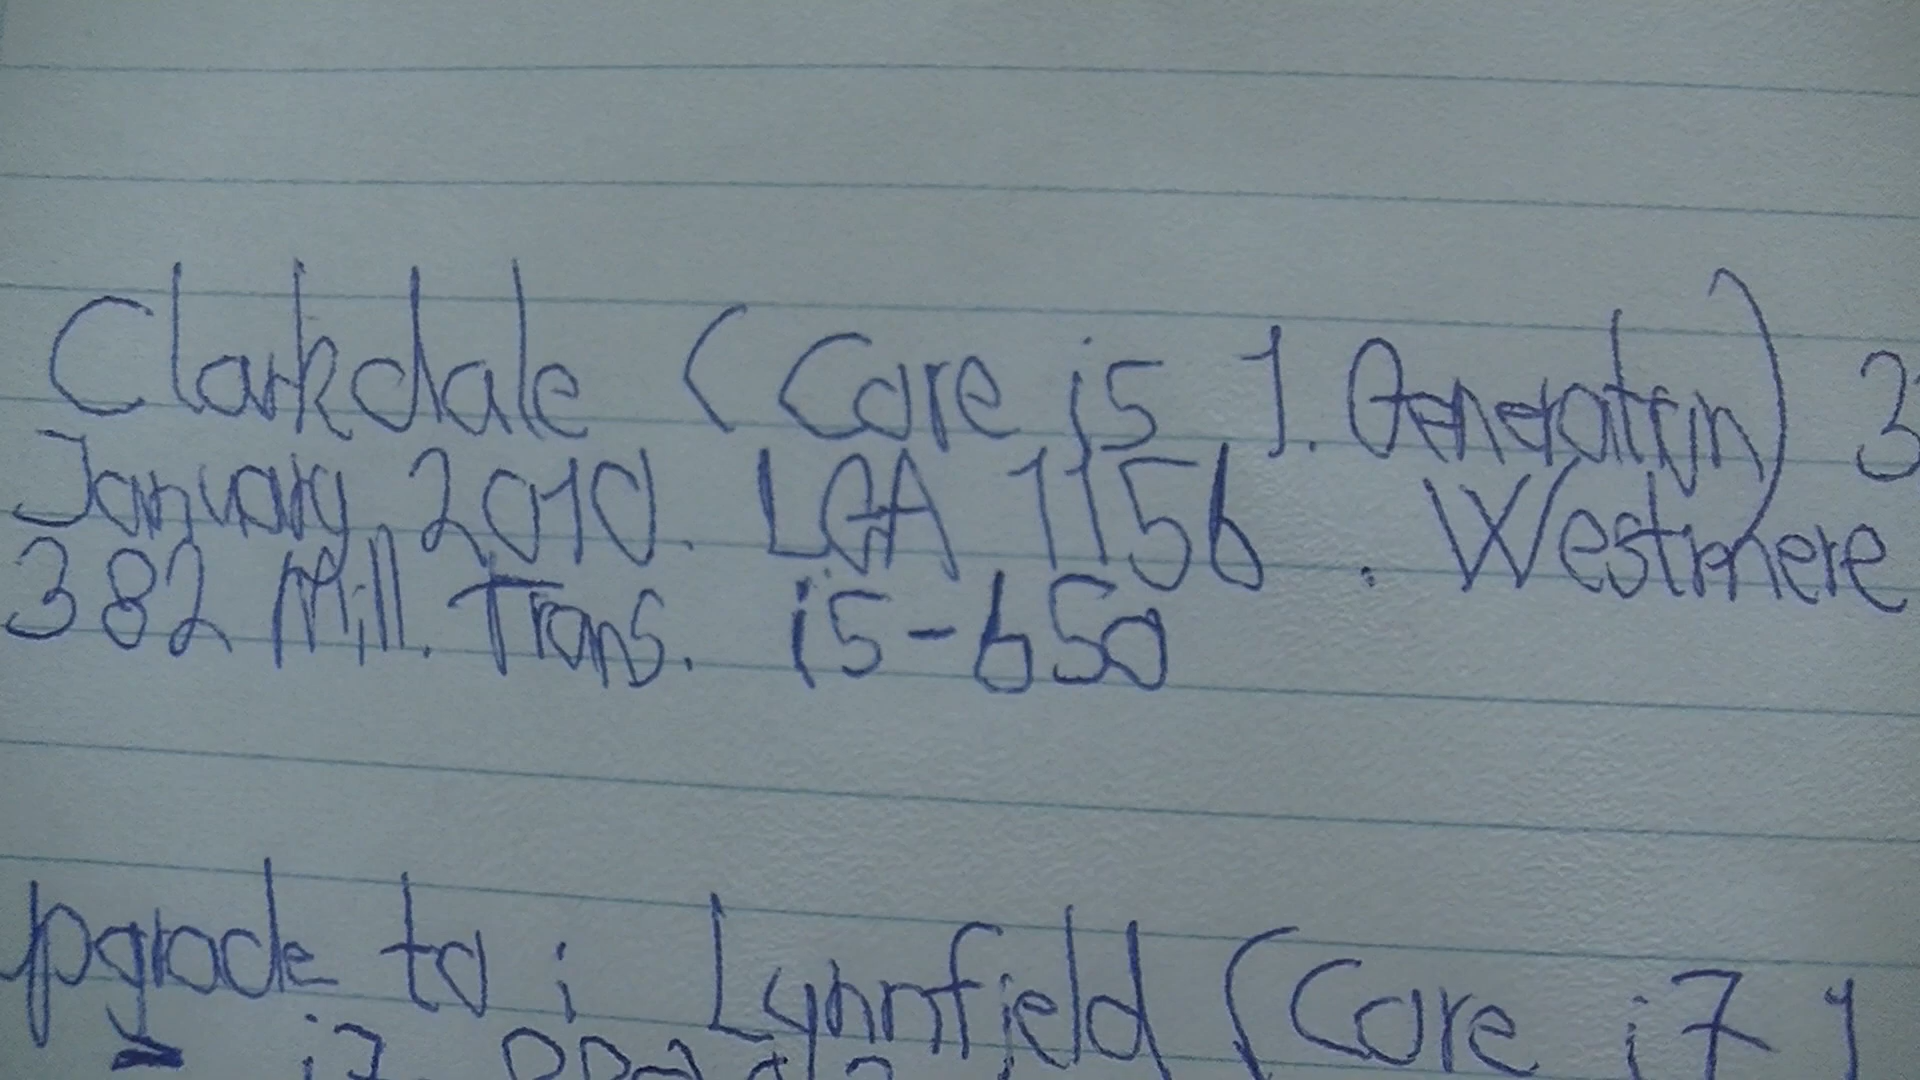 Clarkdale (Core i5 1. Generation) 3
January 2010. LGA 1156 . Westmere
382 Mill. Trans. i5-650
pgrade to : Lynnfield (Core i7 1